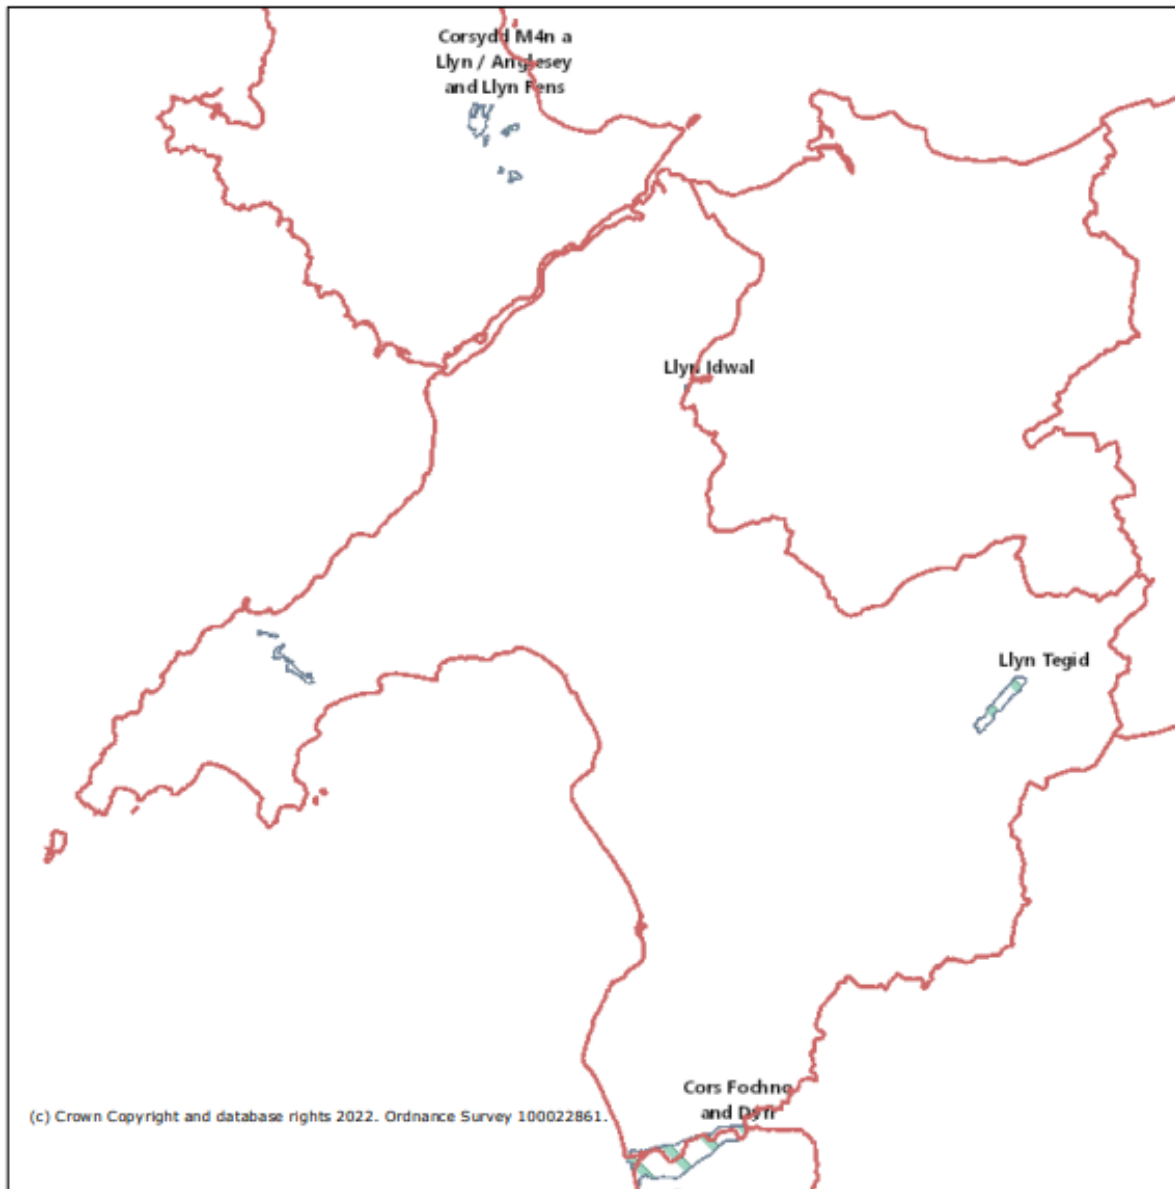 Corsydd M4n a
Llyn / Anglesey
and Llyn Fens
Llyn Idwal
Llyn Tegid
Cors Fochno
and Dyfi
(c) Crown Copyright and database rights 2022. Ordnance Survey 100022861.